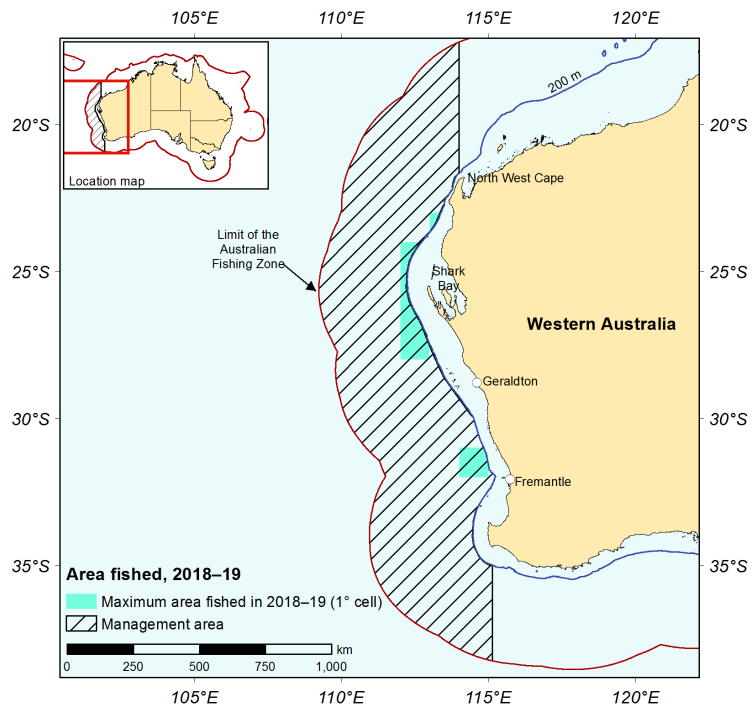 105°E 110°E 115°E 120°E
200 m
20°S 20°S
Location map
North West Cape
Limit of the
Australian
Fishing Zone
25°S 25°S
Shark
Bay
Western Australia
Geraldton
30°S 30°S
Fremantle
35°S 35°S
Area fished, 2018–19
Maximum area fished in 2018–19 (1° cell)
Management area
km
0 250 500 750 1,000
105°E 110°E 115°E 120°E